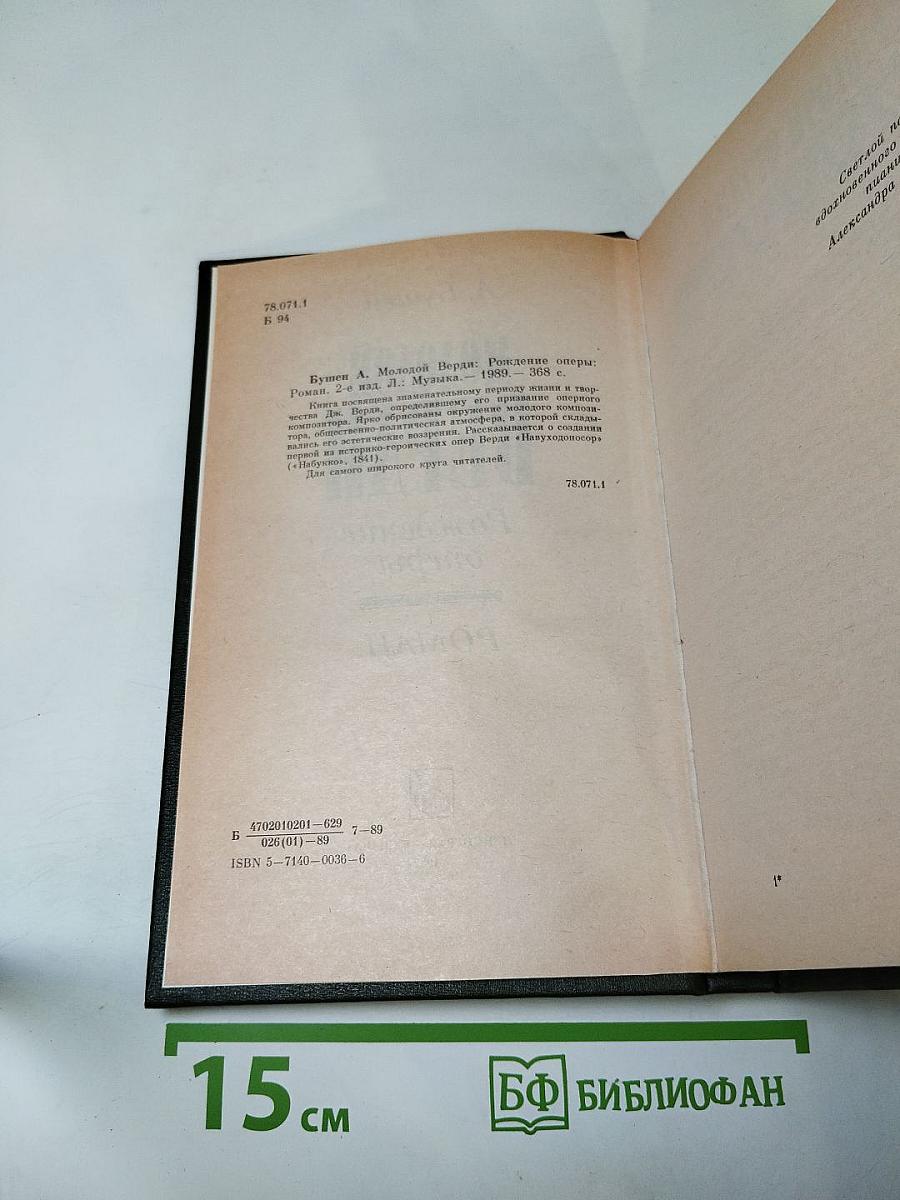 78.071.1
Б 94
Бушен А. Молодой Верди: Рождение оперы:
Роман. 2-е изд. Л.: Музыка.— 1989.— 368 с.
Книга посвящена знаменательному периоду жизни и твор-
чества Дж. Верди, определившему его призвание оперного
композитора. Ярко обрисованы окружение молодого компози-
тора, общественно-политическая атмосфера, в которой склады-
вались его эстетические воззрения. Рассказывается о создании
первой из историко-героических опер Верди «Навуходоносор»
(«Набукко», 1841).
Для самого широкого круга читателей.
78.071.1
Б 4702010201—629 7—89
026(01)—89
ISBN 5—7140—0036—6
Светлой
вдохновенного
Александра
1*
15 см
БФ БИБЛИОФАН